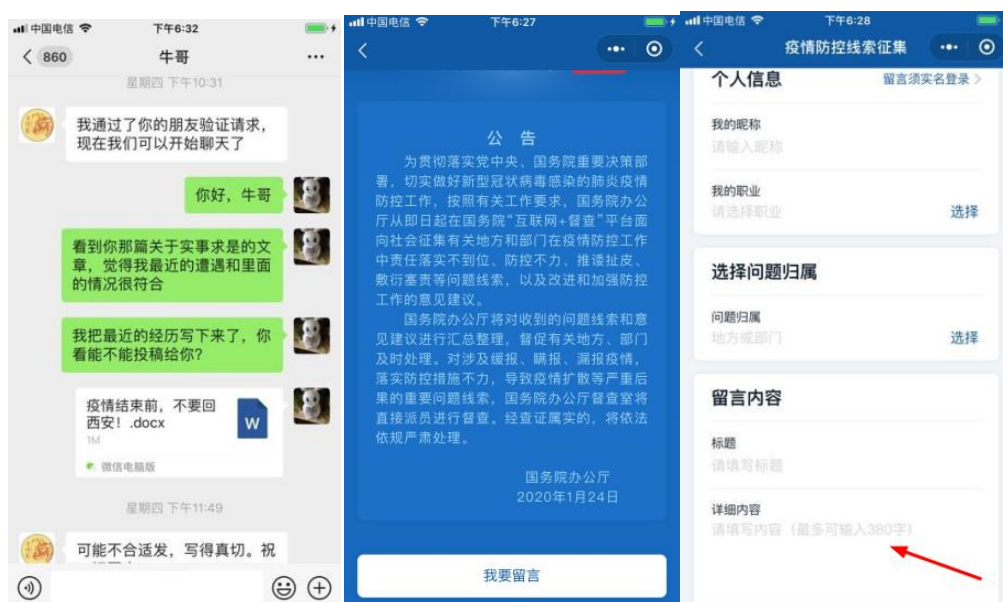 中国电信
下午6:32
860
牛哥
星期四 下午10:31
我通过了你的朋友验证请求，
现在我们可以开始聊天了
你好，牛哥
看到你那篇关于实事求是的文
章，觉得我最近的遭遇和里面
的情况很符合
我把最近的经历写下来了，你
看能不能投稿给你？
疫情结束前，不要回
西安！.docx
W
1M
微信电脑版
星期四 下午11:49
可能不合适发，写得真切。祝
中国电信
下午6:27
公 告
为贯彻落实党中央、国务院重要决策部
署，切实做好新型冠状病毒感染的肺炎疫情
防控工作，按照有关工作要求，国务院办公
厅从即日起在国务院“互联网+督查”平台面
向社会征集有关地方和部门在疫情防控工作
中责任落实不到位、防控不力、推诿扯皮、
敷衍塞责等问题线索，以及改进和加强防控
工作的意见建议。
国务院办公厅将对收到的问题线索和意
见建议进行汇总整理，督促有关地方、部门
及时处理。对涉及缓报、瞒报、漏报疫情，
落实防控措施不力，导致疫情扩散等严重后
果的重要问题线索，国务院办公厅督查室将
直接派员进行督查。经查证属实的，将依法
依规严肃处理。
国务院办公厅
2020年1月24日
我要留言
中国电信
下午6:28
疫情防控线索征集
个人信息
留言须实名登录
我的昵称
请输入昵称
我的职业
请选择职业
选择
选择问题归属
问题归属
地方或部门
选择
留言内容
标题
请填写标题
详细内容
请填写内容（最多可输入380字）